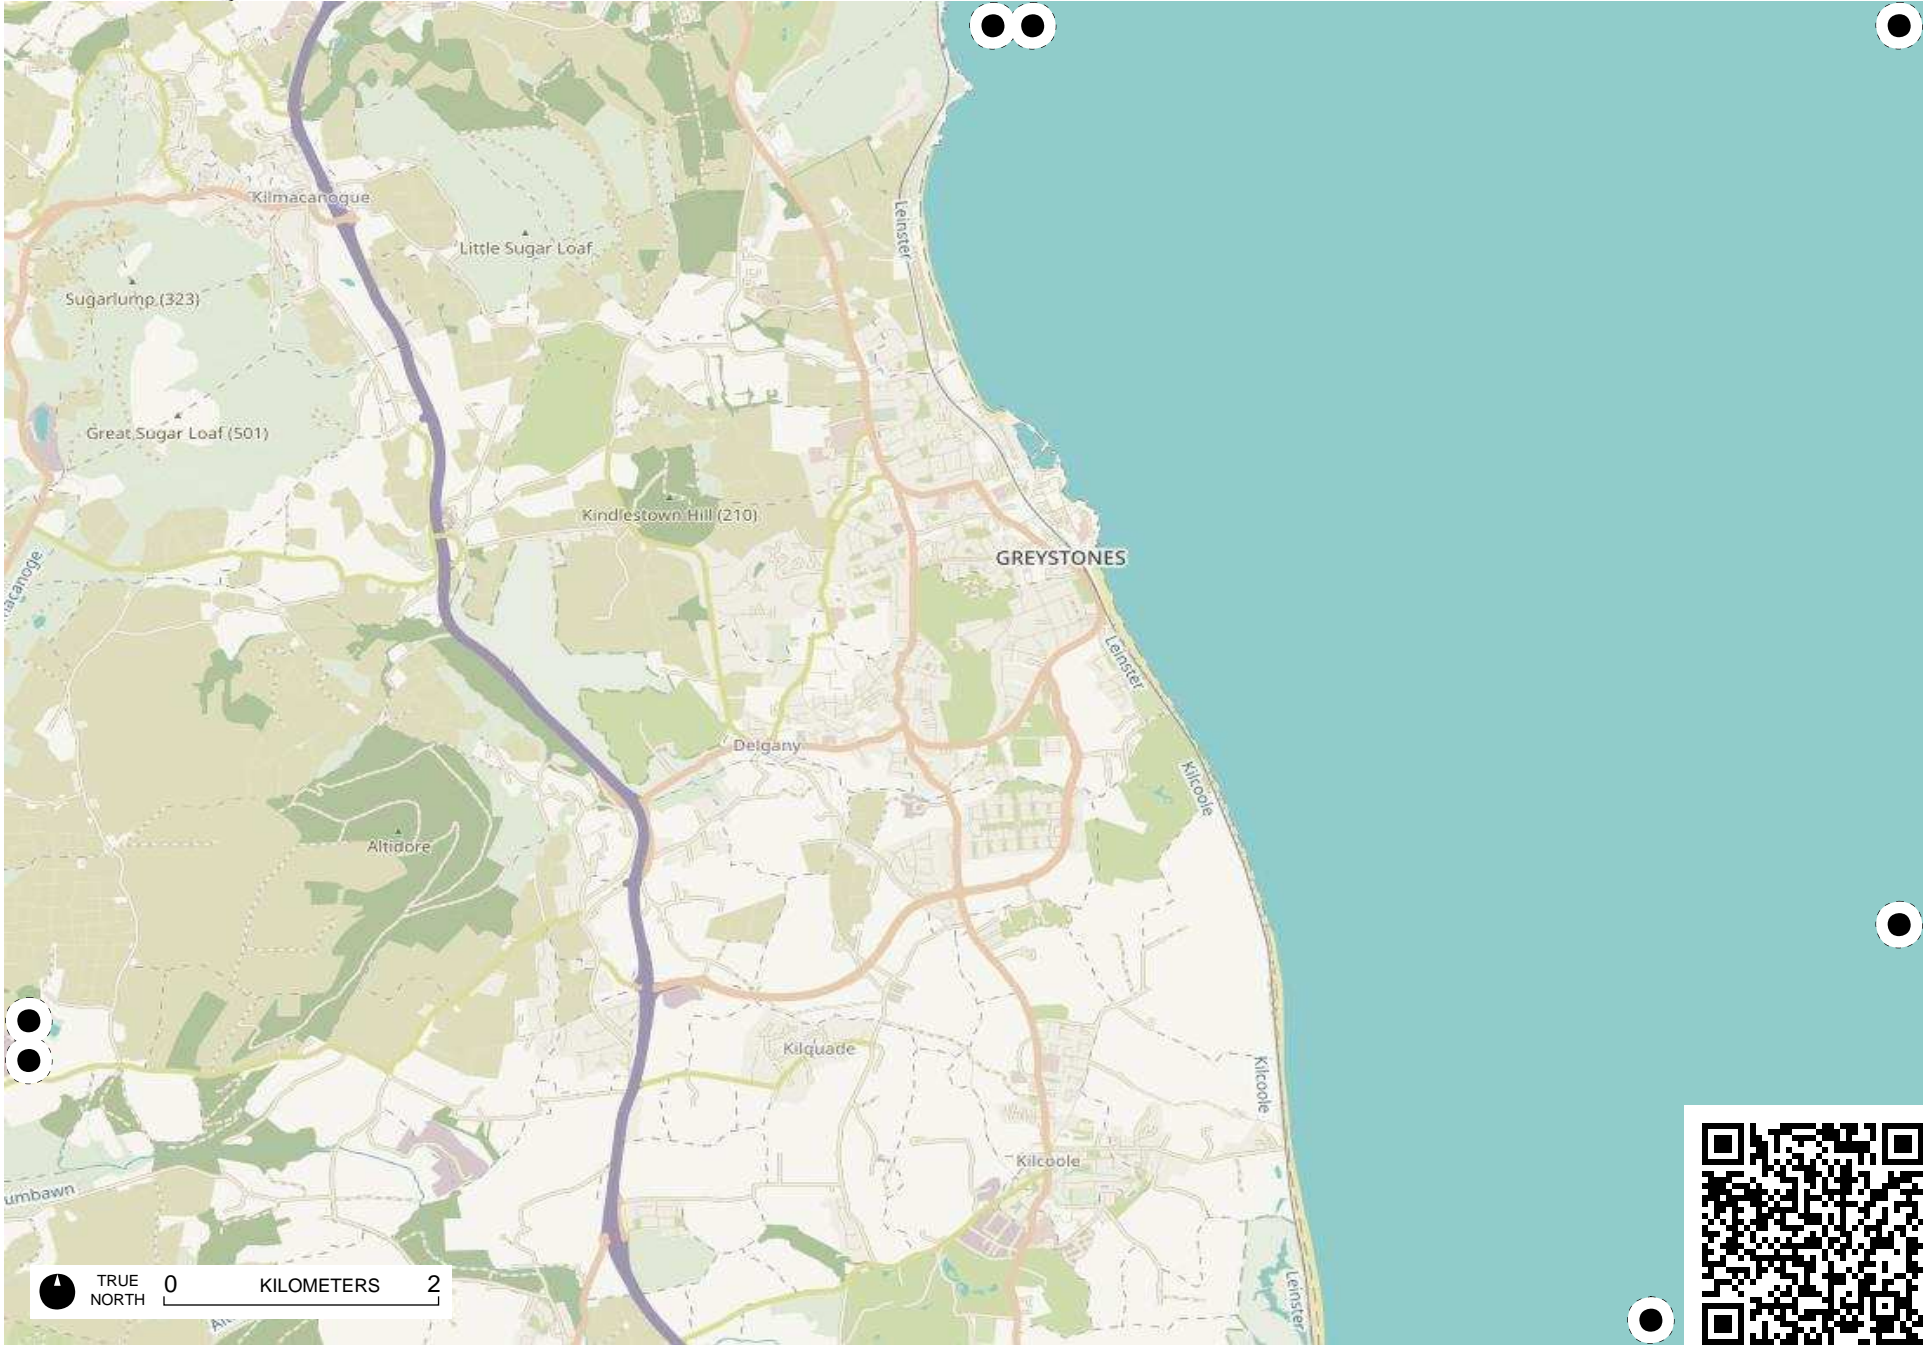 Leinster
Kilmacanogue
Little Sugar Loaf
Sugarlump (323)
Great Sugar Loaf (501)
Kindlestown Hill (210)
GREYSTONES
Leinster
Delgany
Kilcoole
Altidore
Kilquade
Kilcoole
Kilcoole
umbawn
Leinster
TRUE
NORTH
0 KILOMETERS 2